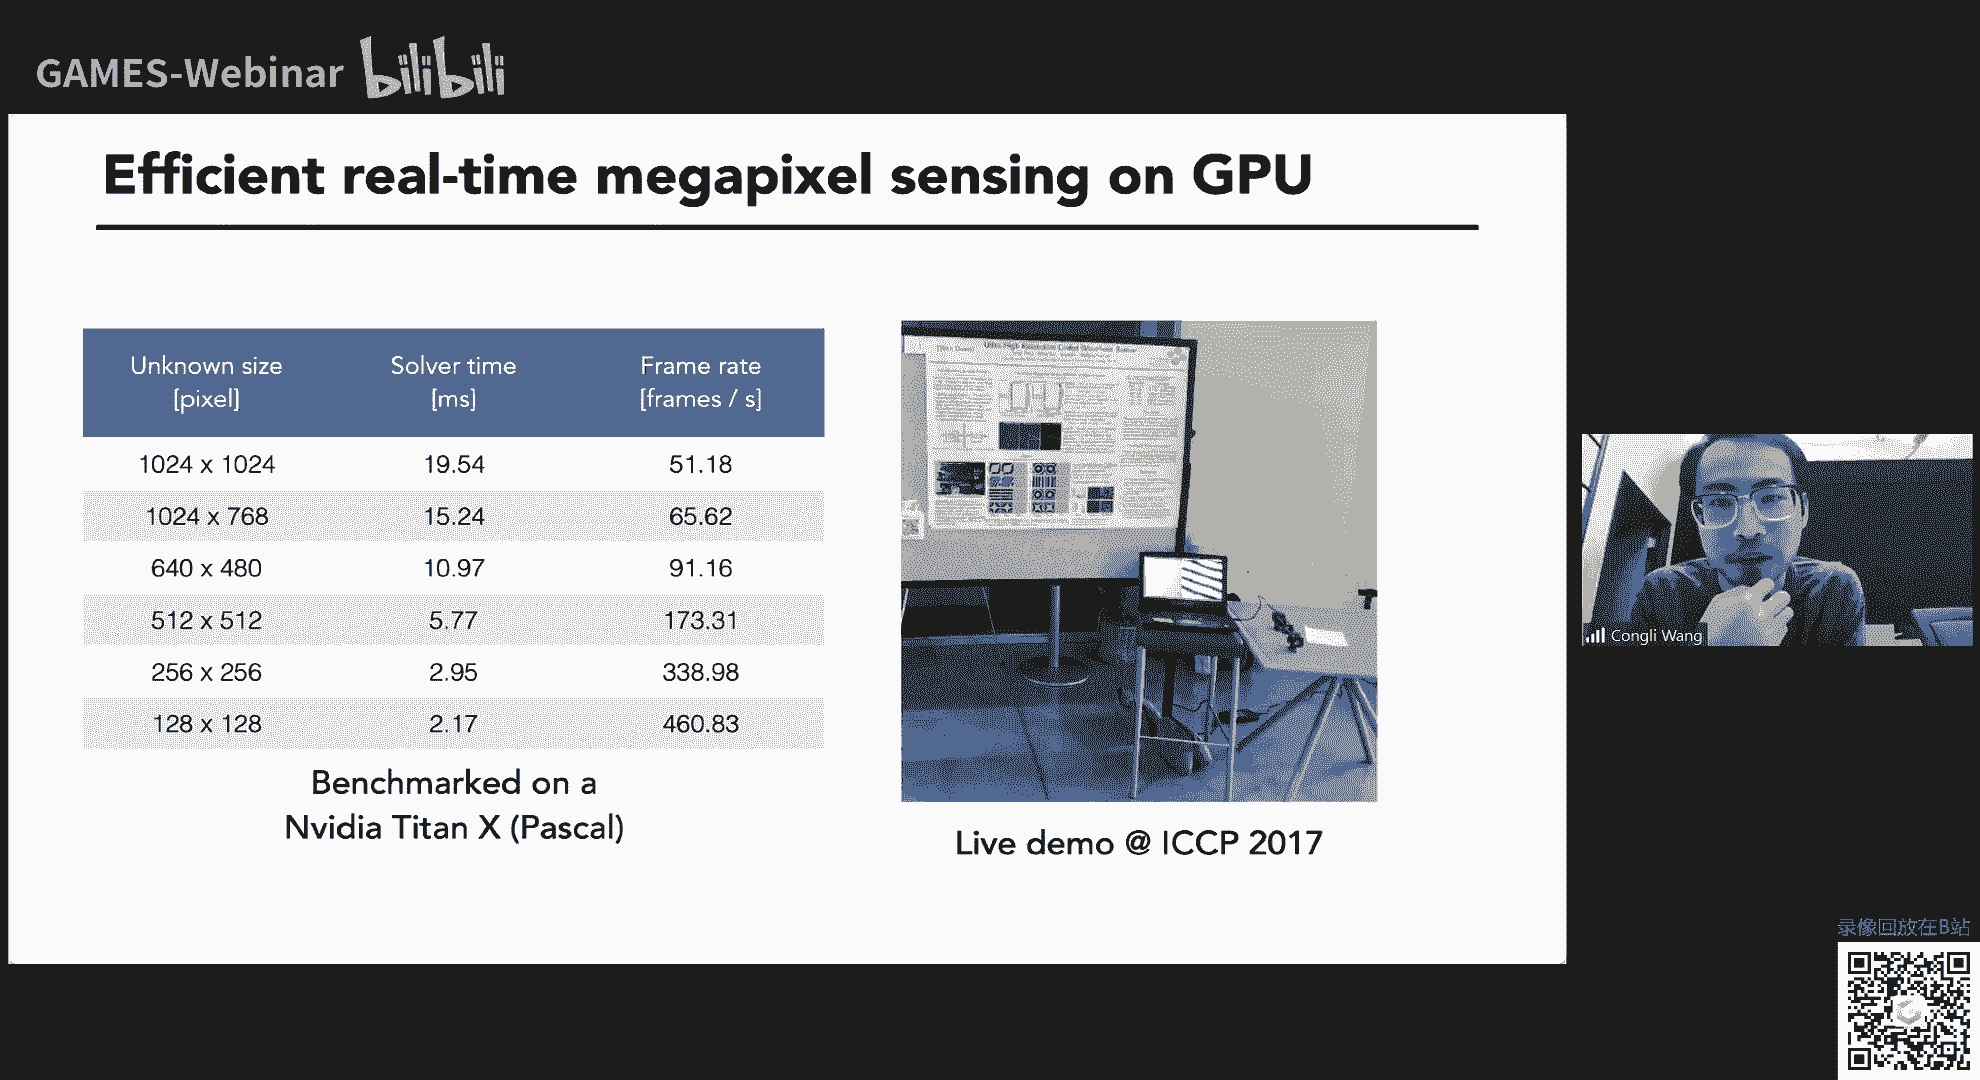 GAMES-Webinar bilibili
Efficient real-time megapixel sensing on GPU
Unknown size [pixel] Solver time [ms] Frame rate [frames / s]
1024 x 1024 19.54 51.18
1024 x 768 15.24 65.62
640 x 480 10.97 91.16
512 x 512 5.77 173.31
256 x 256 2.95 338.98
128 x 128 2.17 460.83
Benchmarked on a
Nvidia Titan X (Pascal)
Live demo @ ICCP 2017
Congli Wang
录像回放在B站